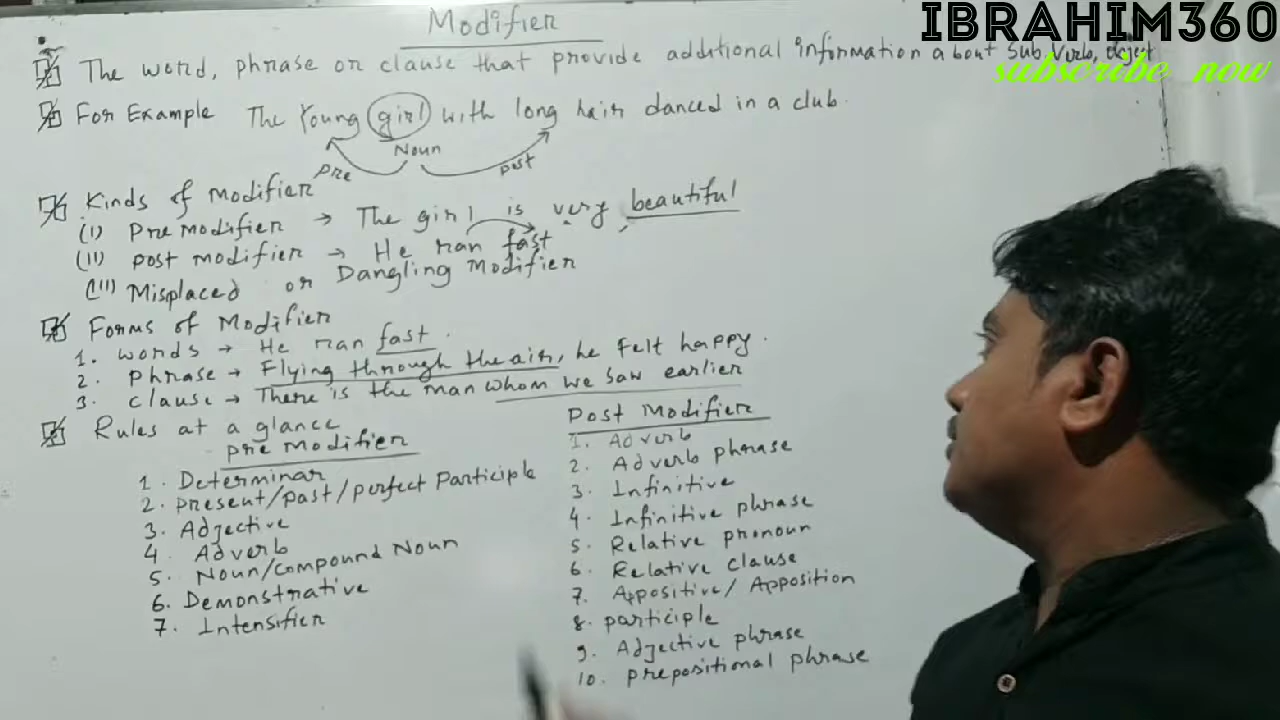 IBRAHIM360
subscribe now
Modifier
The word, phrase or clause that provide additional information about Sub, Verb, object
For Example The Young girl with long hair danced in a club.
Noun
Pre
post
Kinds of Modifier
(i) Pre Modifier → The girl is very beautiful
(ii) post modifier → He ran fast
(iii) Misplaced or Dangling Modifier
Forms of Modifier
1. words → He ran fast.
2. Phrase → Flying through the air, he felt happy.
3. clause → There is the man whom we saw earlier
Rules at a glance
Pre Modifier
1. Determinar
2. Present/past/perfect Participle
3. Adjective
4. Adverb
5. Noun/compound Noun
6. Demonstrative
7. Intensifier
Post Modifier
1. Adverb
2. Adverb phrase
3. Infinitive
4. Infinitive phrase
5. Relative pronoun
6. Relative clause
7. Appositive/Apposition
8. participle
9. Adjective phrase
10. prepositional phrase